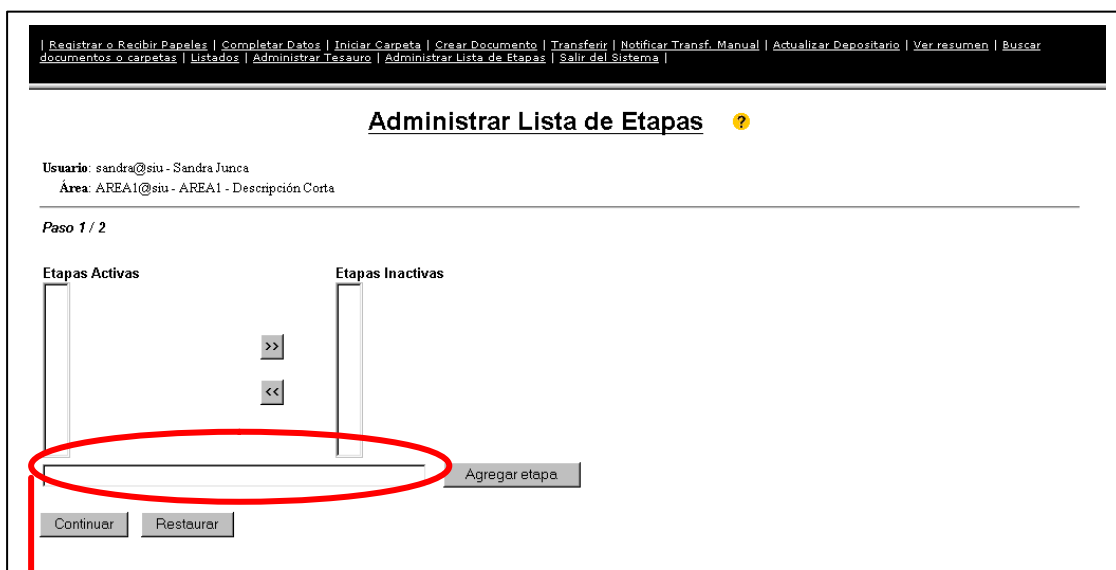 | Registrar o Recibir Papeles | Completar Datos | Iniciar Carpeta | Crear Documento | Transferir | Notificar Transf. Manual | Actualizar Depositario | Ver resumen | Buscar
documentos o carpetas | Listados | Administrar Tesauro | Administrar Lista de Etapas | Salir del Sistema |
Administrar Lista de Etapas ?
Usuario: sandra@siu - Sandra Junca
Área: AREA1@siu - AREA1 - Descripción Corta
Paso 1 / 2
Etapas Activas Etapas Inactivas
>>
<<
Agregar etapa
Continuar Restaurar